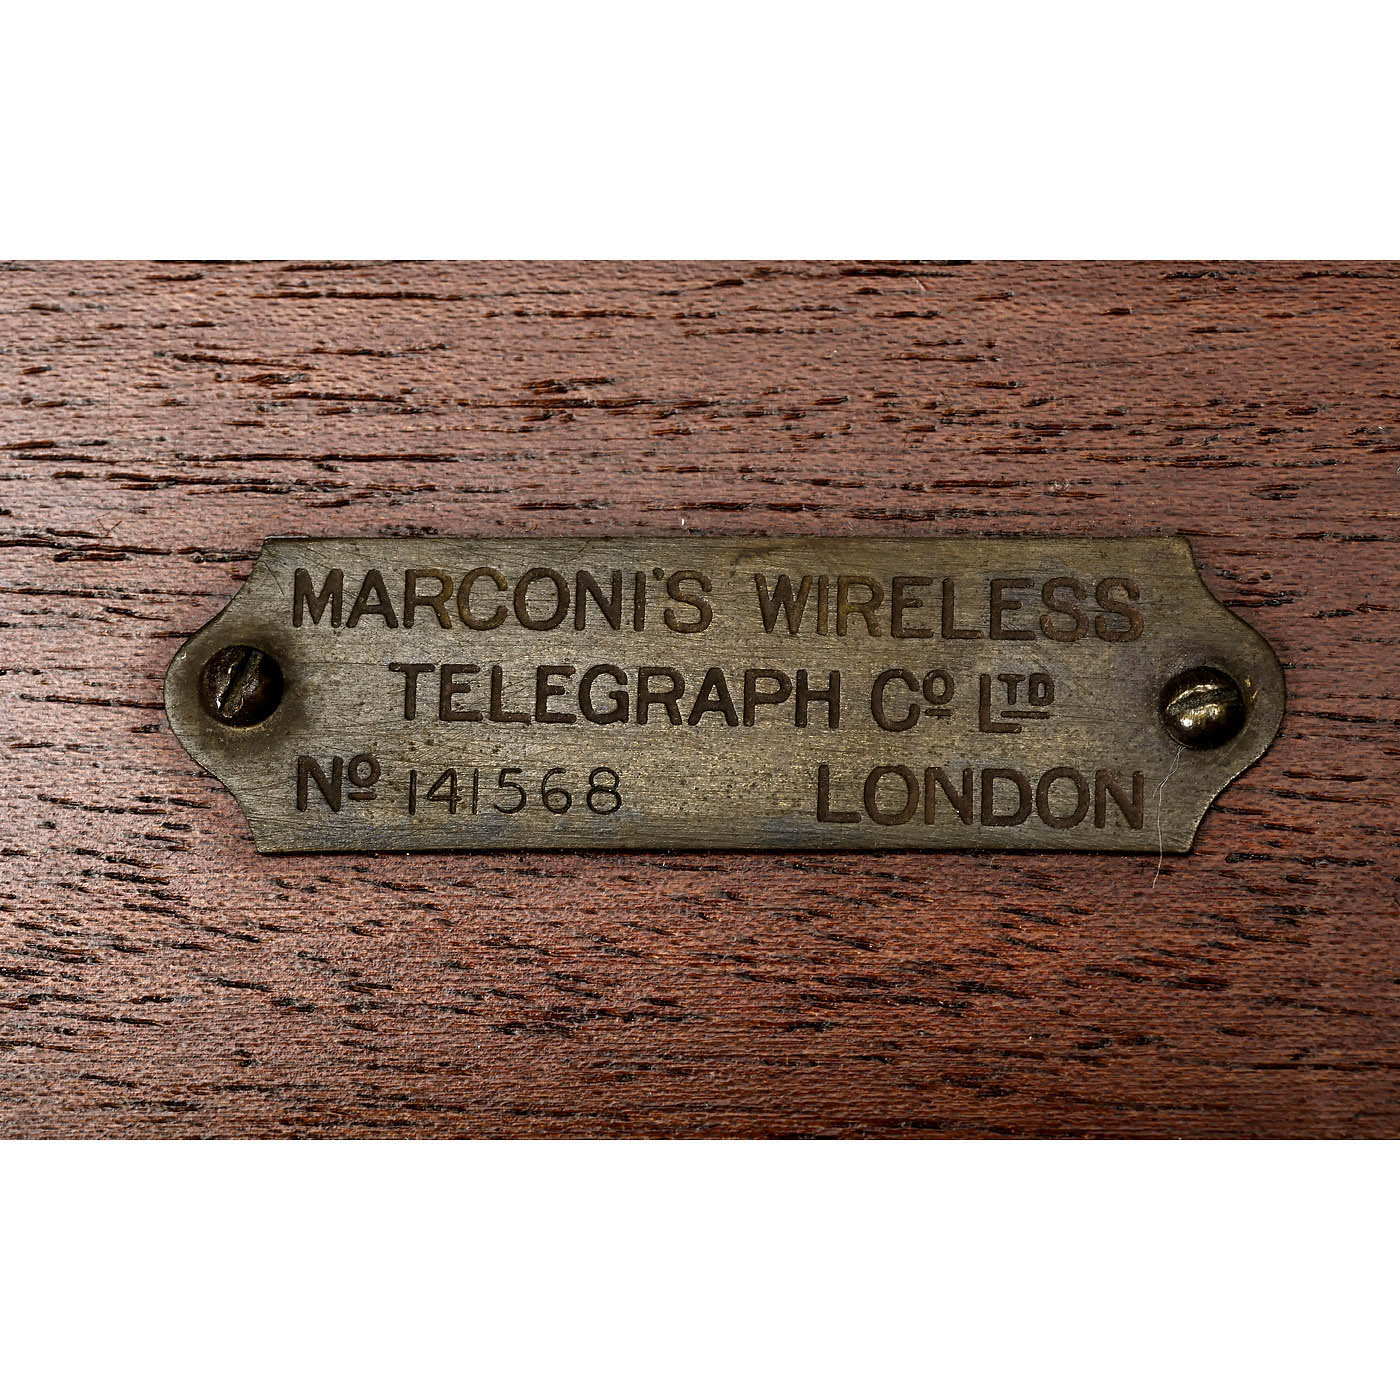 MARCONI'S WIRELESS
TELEGRAPH Cº LTD
Nº 141568 LONDON